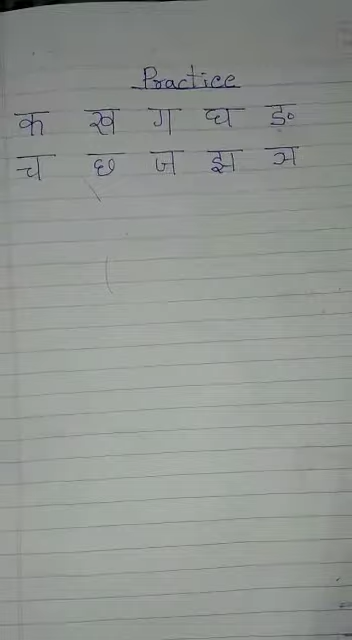 Practice
क ख ग घ ङ
च छ ज झ ञ